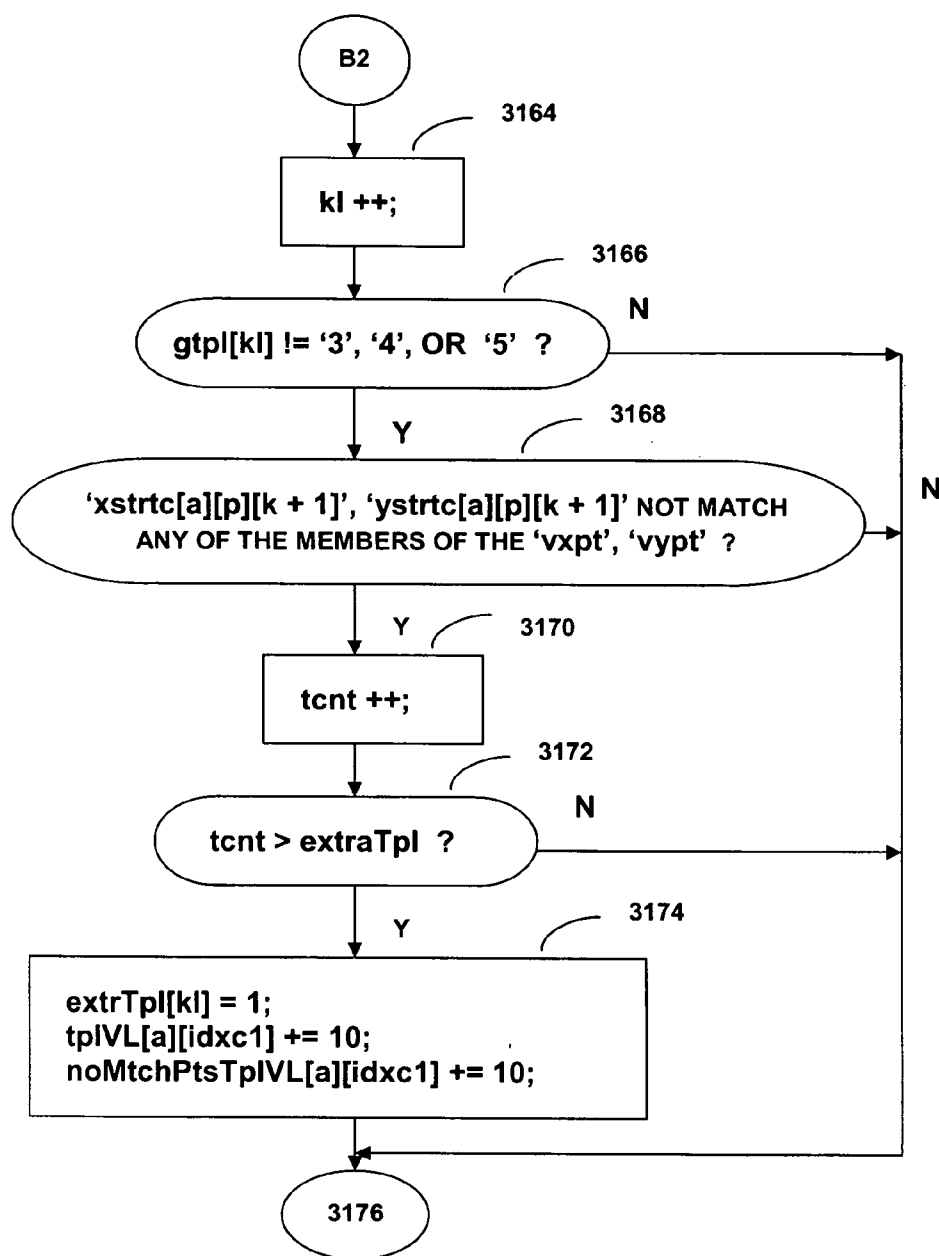 B2
3164
kl ++;
3166
N
gtpl[kl] != ‘3’, ‘4’, OR ‘5’ ?
Y
3168
N
‘xstrtc[a][p][k + 1]’, ‘ystrtc[a][p][k + 1]’ NOT MATCH
ANY OF THE MEMBERS OF THE ‘vxpt’, ‘vypt’ ?
Y
3170
tcnt ++;
3172
N
tcnt > extraTpl ?
Y
3174
extrTpl[kl] = 1;
tplVL[a][idxc1] += 10;
noMtchPtsTplVL[a][idxc1] += 10;
3176